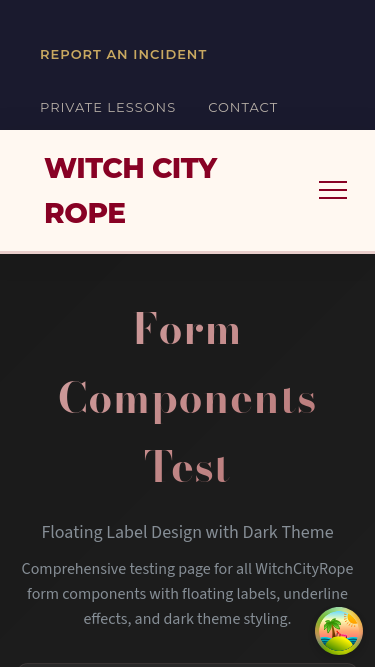 REPORT AN INCIDENT
PRIVATE LESSONS CONTACT
WITCH CITY
ROPE
Form
Components
Test
Floating Label Design with Dark Theme
Comprehensive testing page for all WitchCityRope
form components with floating labels, underline
effects, and dark theme styling.